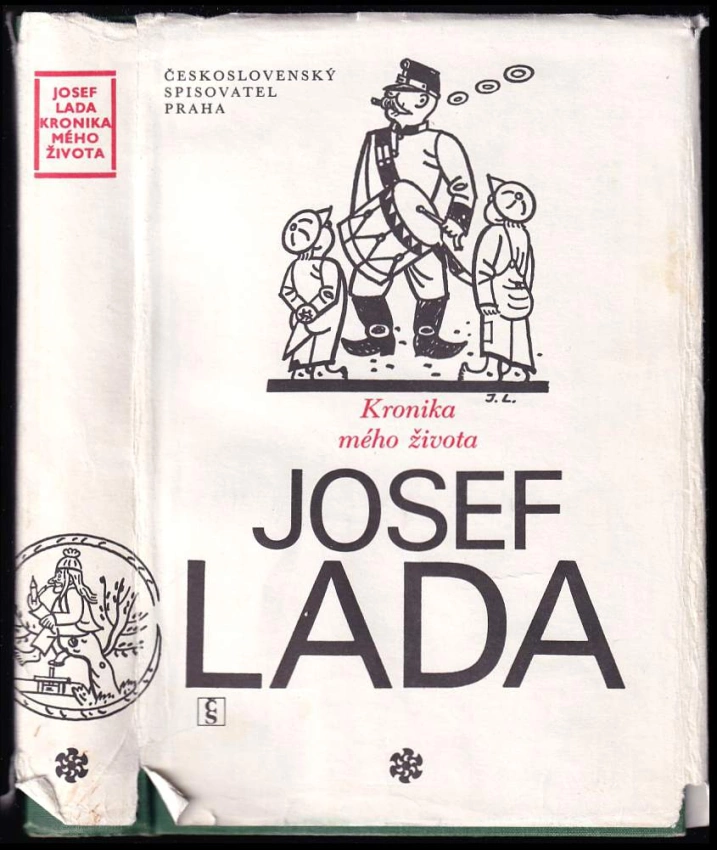 JOSEF
LADA
KRONIKA
MÉHO
ŽIVOTA
ČESKOSLOVENSKÝ
SPISOVATEL
PRAHA
J.L.
Kronika
mého života
JOSEF
LADA
ČS